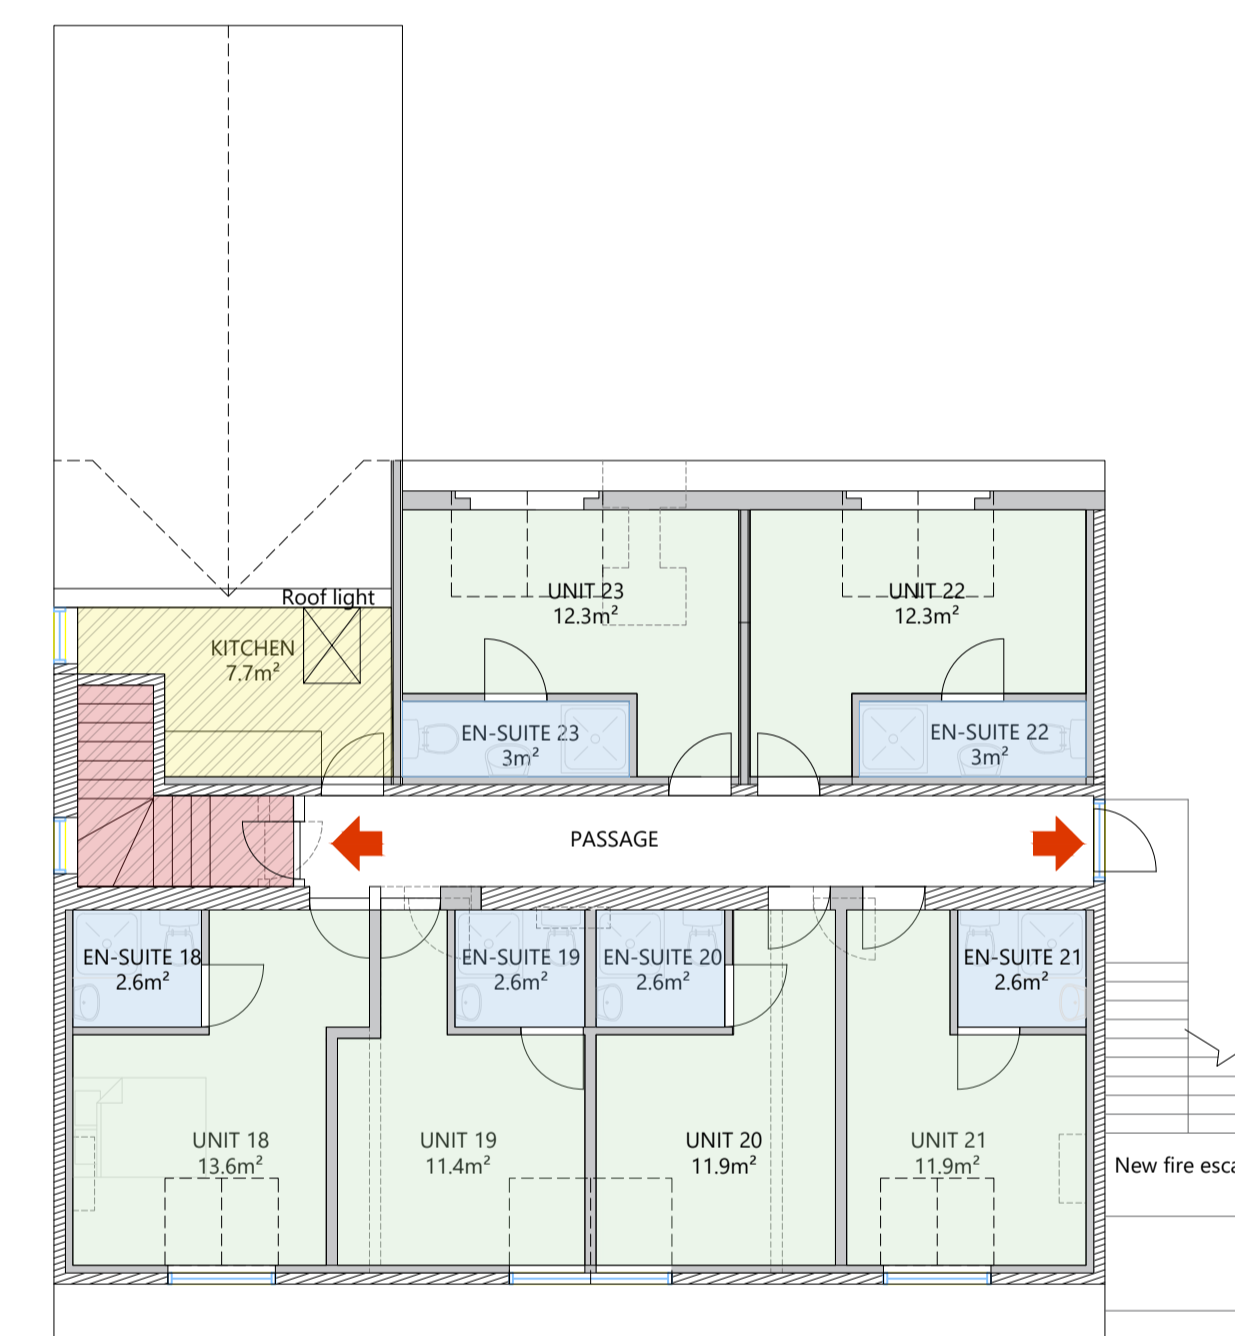 Roof light
KITCHEN
7.7m²
UNIT 23
12.3m²
UNIT 22
12.3m²
EN-SUITE 23
3m²
EN-SUITE 22
3m²
PASSAGE
EN-SUITE 18
2.6m²
EN-SUITE 19
2.6m²
EN-SUITE 20
2.6m²
EN-SUITE 21
2.6m²
UNIT 18
13.6m²
UNIT 19
11.4m²
UNIT 20
11.9m²
UNIT 21
11.9m²
New fire esca